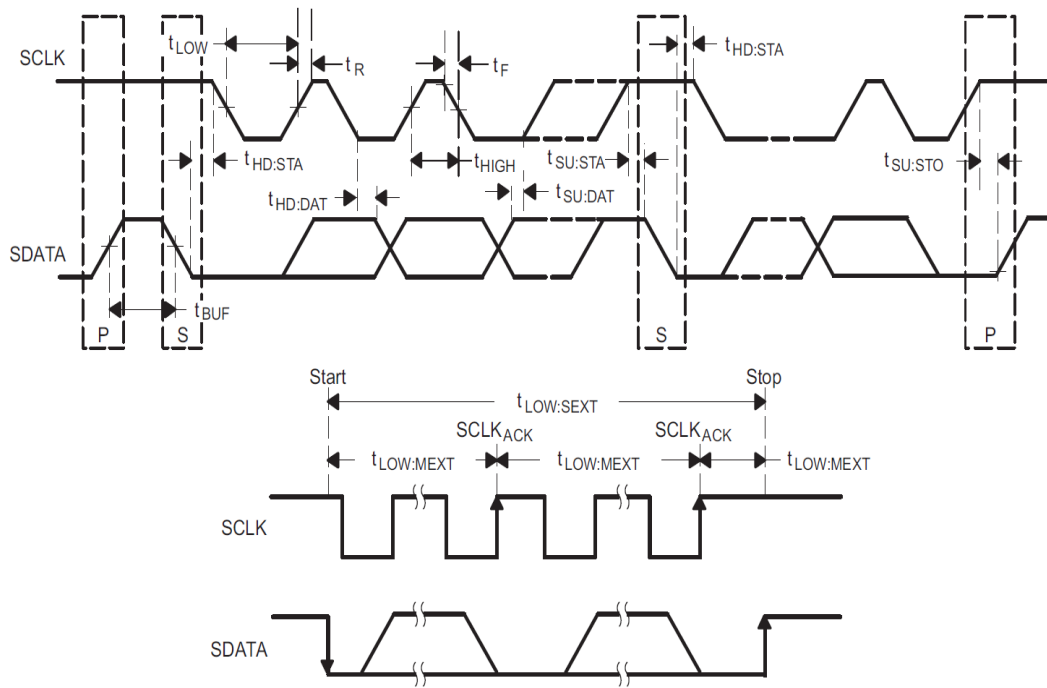 tLOW
tHD:STA
SCLK
tR
tF
tHD:STA
tHIGH
tSU:STA
tSU:STO
tHD:DAT
tSU:DAT
SDATA
tBUF
P
S
S
P
Start
Stop
tLOW:SEXT
SCLKACK
SCLKACK
tLOW:MEXT
tLOW:MEXT
tLOW:MEXT
SCLK
SDATA